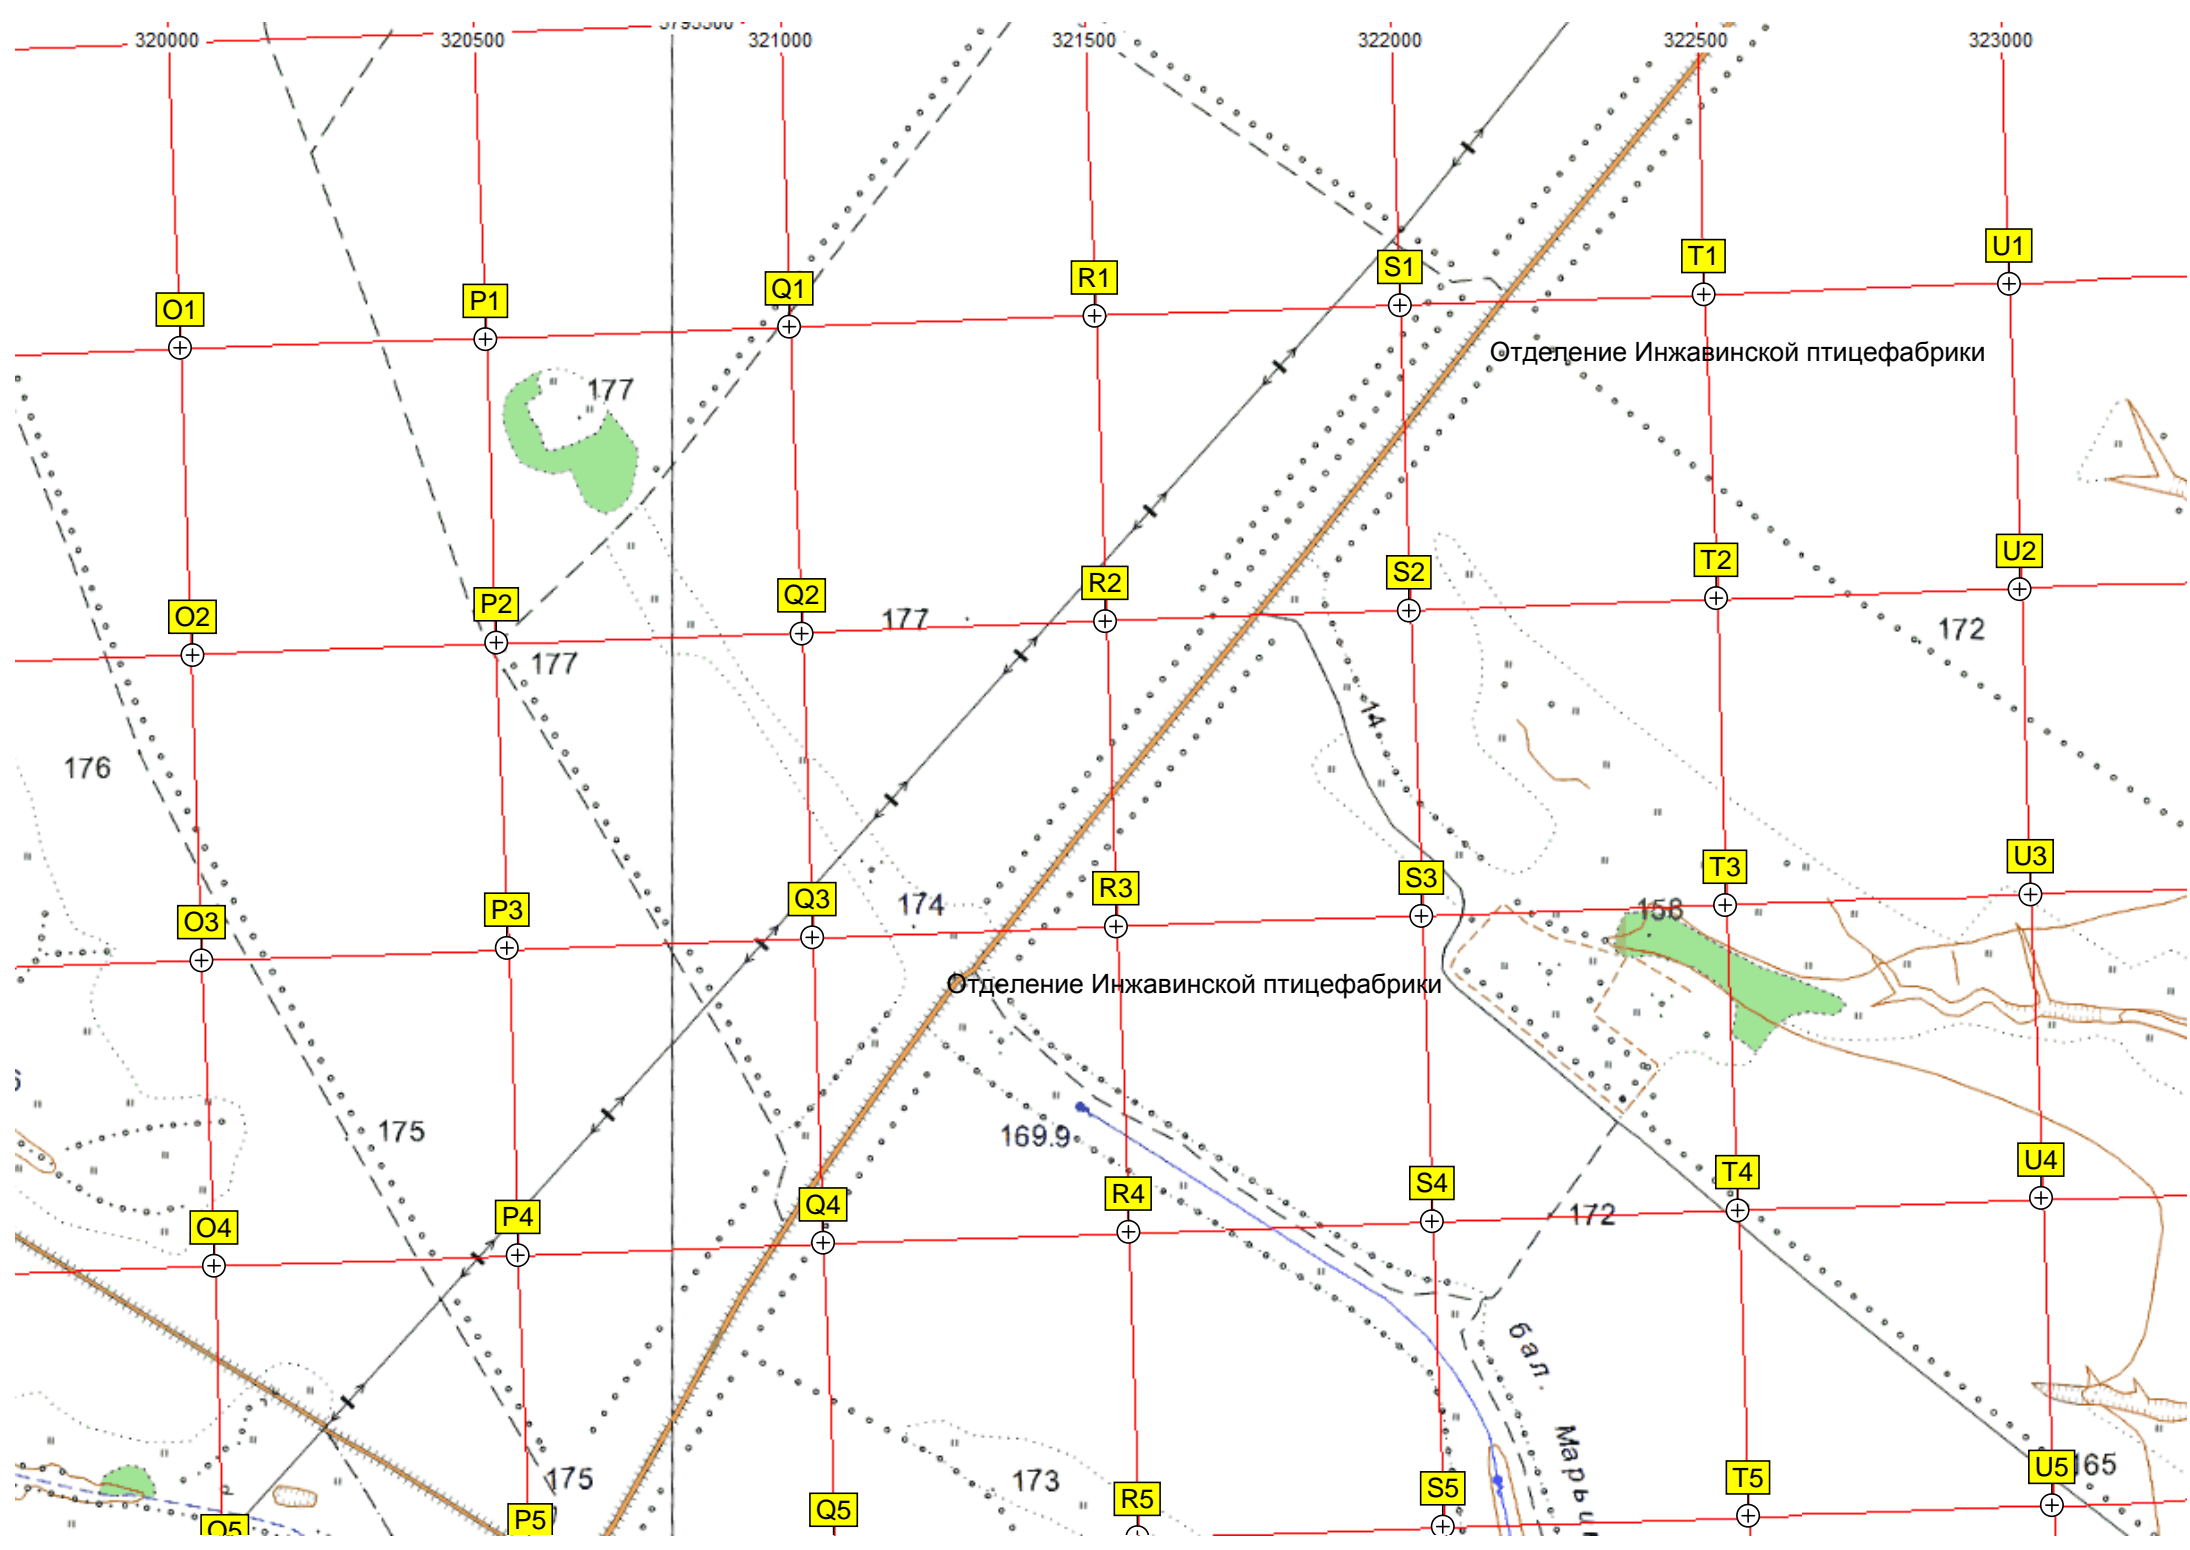 320000 320500 5793500 321000 321500 322000 322500 323000
O1 P1 Q1 R1 S1 T1 U1
Отделение Инжавинской птицефабрики
177
O2 P2 Q2 177 R2 S2 T2 U2
172
177
14
176
O3 P3 Q3 174 R3 S3 T3 U3
158
Отделение Инжавинской птицефабрики
175
169.9
O4 P4 Q4 R4 S4 T4 U4
172
бал.
Марьи
175
173
O5 P5 Q5 R5 S5 T5 U5 165